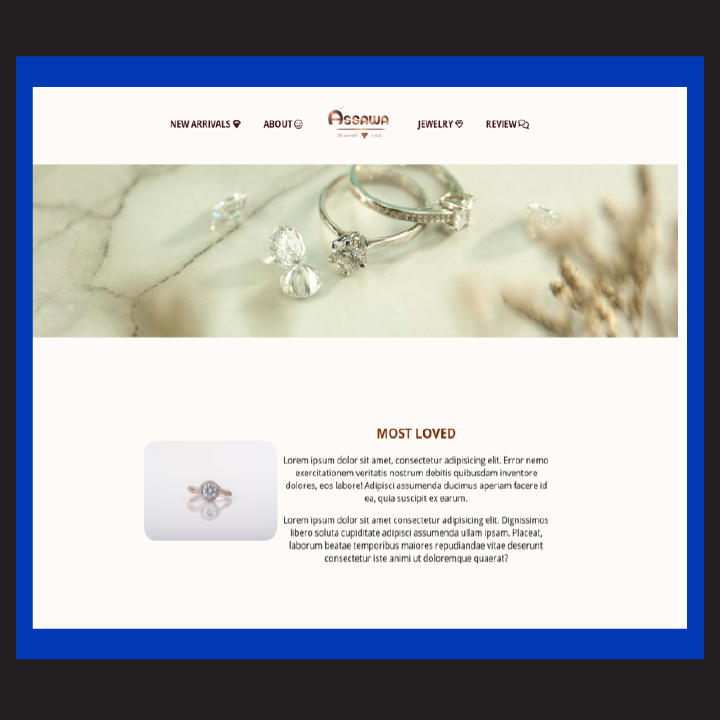 NEW ARRIVALS
ABOUT
ASSAWA
JEWELRY
REVIEW
MOST LOVED
Lorem ipsum dolor sit amet, consectetur adipisicing elit. Error nemo
exercitationem veritatis nostrum debitis quibusdam inventore
dolores, eos labore! Adipisci assumenda ducimus aperiam facere id
ea, quia suscipit ex earum.
Lorem ipsum dolor sit amet consectetur adipisicing elit. Dignissimos
libero soluta cupiditate adipisci assumenda ullam ipsam. Placeat,
laborum beatae temporibus maiores repudiandae vitae deserunt
consectetur iste animi ut doloremque quaerat?